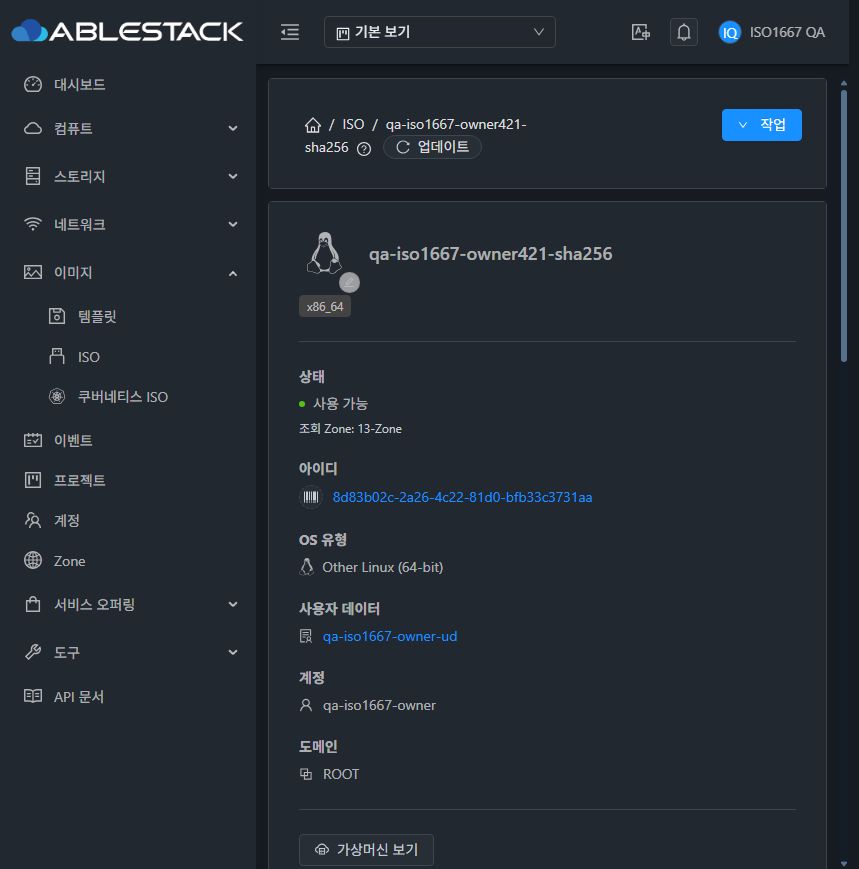 ABLESTACK
기본 보기
IQ
ISO1667 QA
대시보드
컴퓨트
스토리지
네트워크
이미지
템플릿
ISO
쿠버네티스 ISO
이벤트
프로젝트
계정
Zone
서비스 오퍼링
도구
API 문서
/ ISO / qa-iso1667-owner421-
sha256 업데이트
작업
qa-iso1667-owner421-sha256
x86_64
상태
사용 가능
조회 Zone: 13-Zone
아이디
8d83b02c-2a26-4c22-81d0-bfb33c3731aa
OS 유형
Other Linux (64-bit)
사용자 데이터
qa-iso1667-owner-ud
계정
qa-iso1667-owner
도메인
ROOT
가상머신 보기